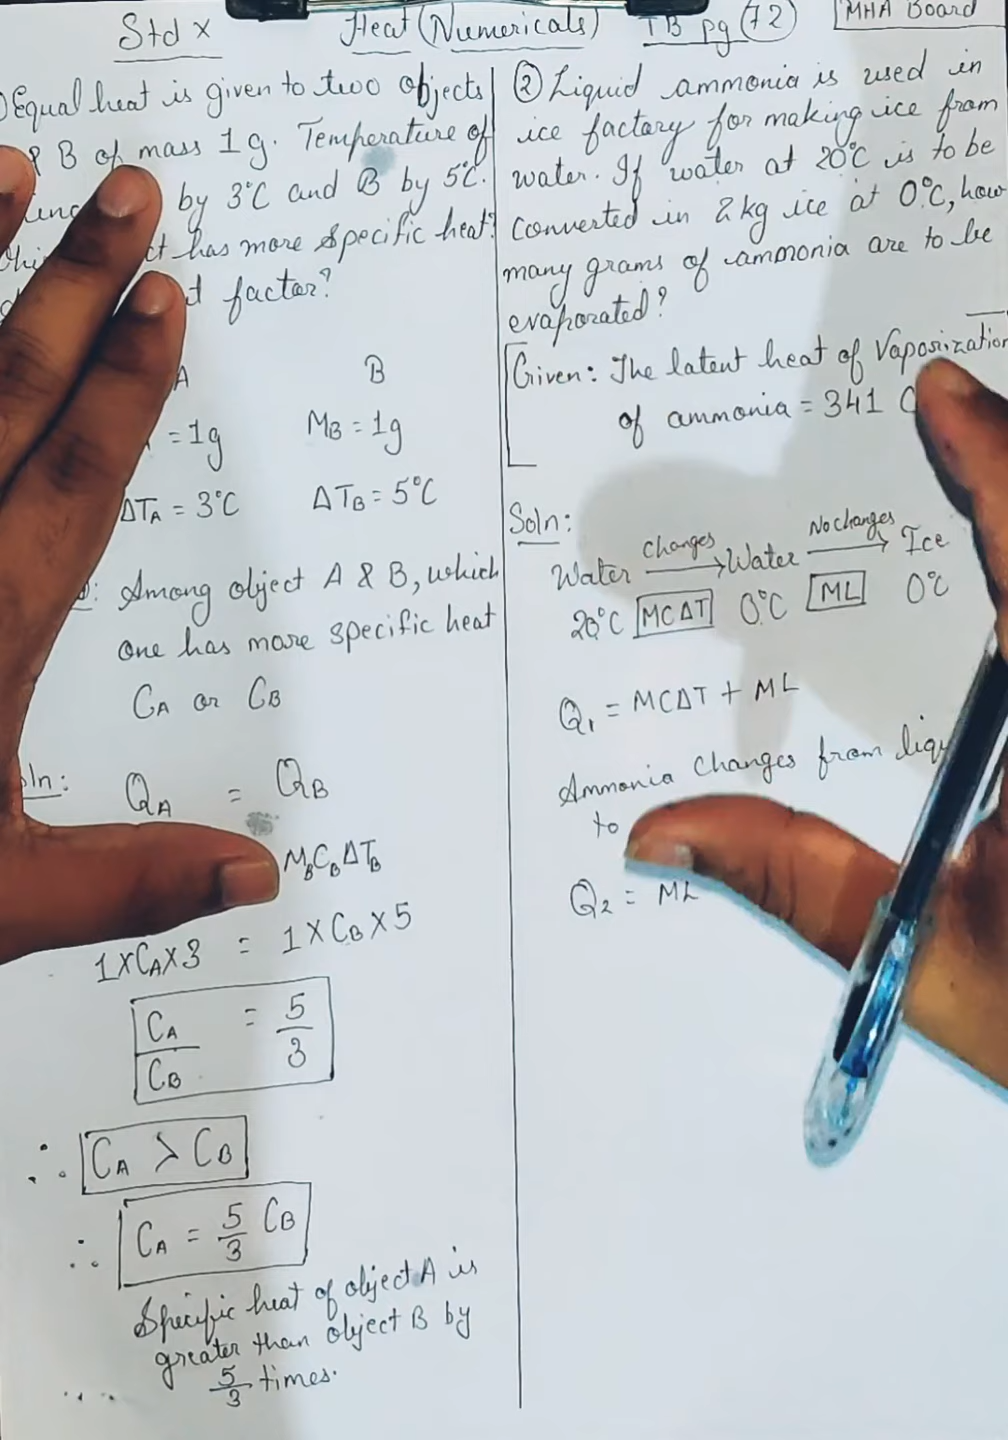 Std X
Heat (Numericals)
TB pg 72
MHA Board
Equal heat is given to two objects
& B of mass 1g. Temperature of
by 3°C and B by 5°C.
has more specific heat?
factor?
A B
= 1g MB = 1g
ΔTA = 3°C ΔTB = 5°C
Among object A & B, which
one has more specific heat
CA or CB
QA = QB
MBCBΔTB
1×CA×3 = 1×CB×5
CA/CB = 5/3
∴ CA > CB
∴ CA = 5/3 CB
Specific heat of object A is
greater than object B by
5/3 times.
② Liquid ammonia is used in
ice factory for making ice from
water. If water at 20°C is to be
converted in 2 kg ice at 0°C, how
many grams of ammonia are to be
evaporated?
Given: The latent heat of Vaporization
of ammonia = 341
Soln:
Water Changes Water No changes Ice
20°C MCΔT 0°C ML 0°C
Q1 = MCΔT + ML
Ammonia changes from
to
Q2 = ML